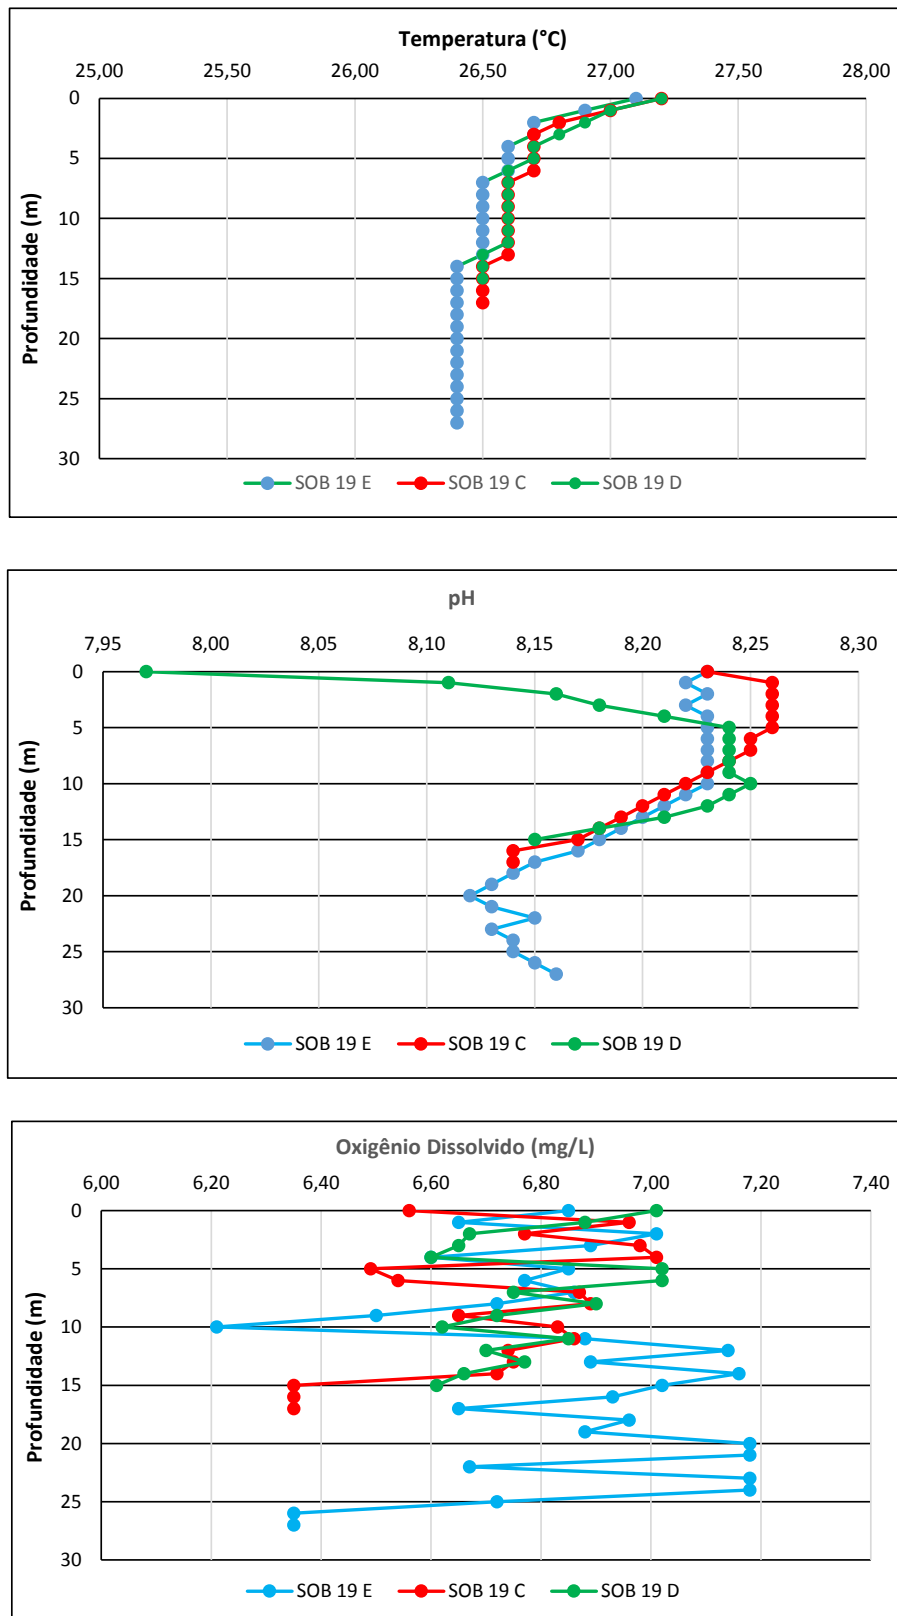 Temperatura (°C)
25,00 25,50 26,00 26,50 27,00 27,50 28,00
0
5
10
15
20
25
30
Profundidade (m)
SOB 19 E SOB 19 C SOB 19 D
pH
7,95 8,00 8,05 8,10 8,15 8,20 8,25 8,30
0
5
10
15
20
25
30
Profundidade (m)
SOB 19 E SOB 19 C SOB 19 D
Oxigênio Dissolvido (mg/L)
6,00 6,20 6,40 6,60 6,80 7,00 7,20 7,40
0
5
10
15
20
25
30
Profundidade (m)
SOB 19 E SOB 19 C SOB 19 D